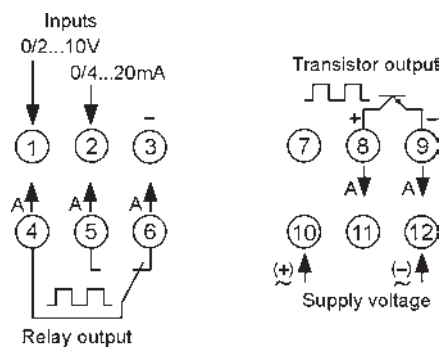 Inputs
0/2...10V
0/4...20mA
Transistor output
–
+ –
1 2 3 7 8 9
A A A A A
4 5 6 10 11 12
(+) (–)
~ ~
Supply voltage
Relay output